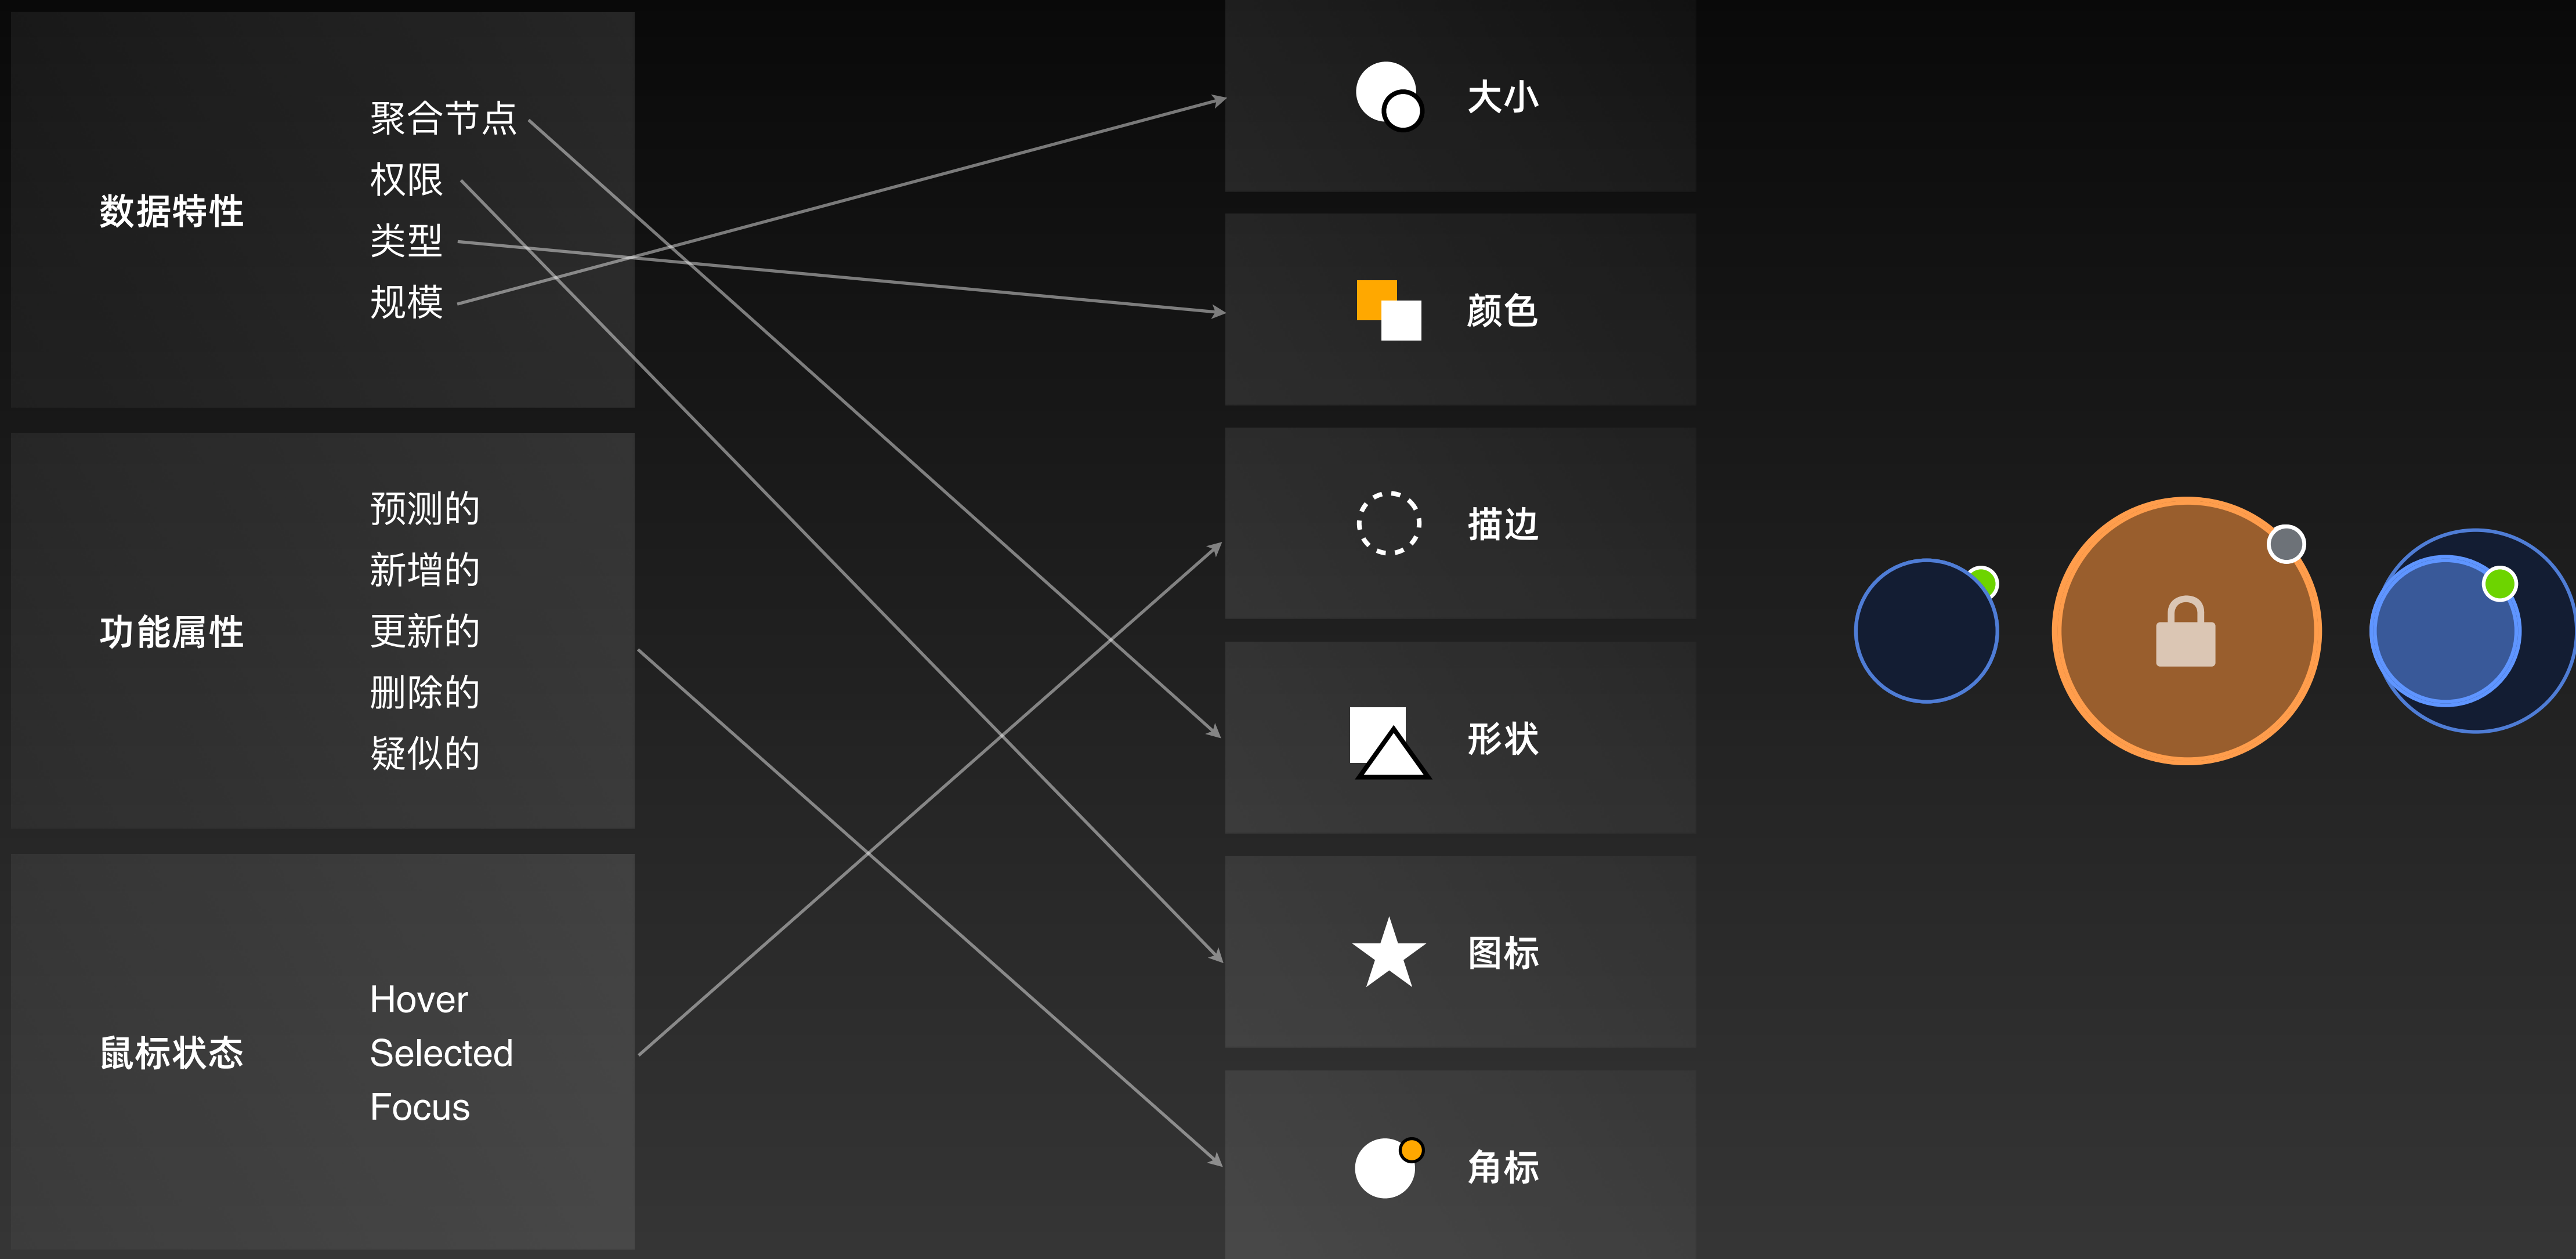 数据特性
聚合节点
权限
类型
规模
功能属性
预测的
新增的
更新的
删除的
疑似的
鼠标状态
Hover
Selected
Focus
大小
颜色
描边
形状
图标
角标